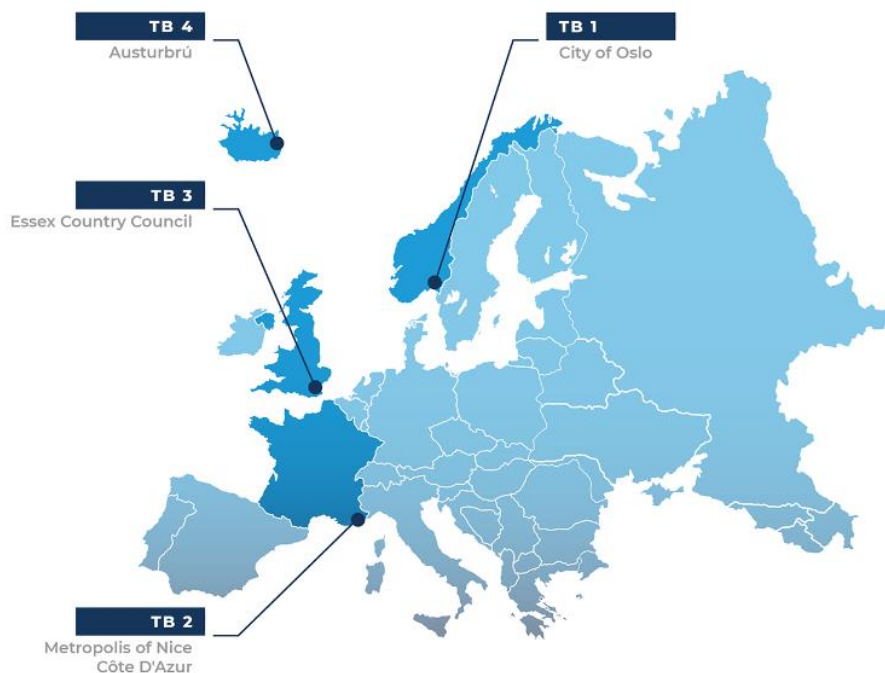 TB 4
Austurbrú
TB 1
City of Oslo
TB 3
Essex Country Council
TB 2
Metropolis of Nice
Côte D'Azur